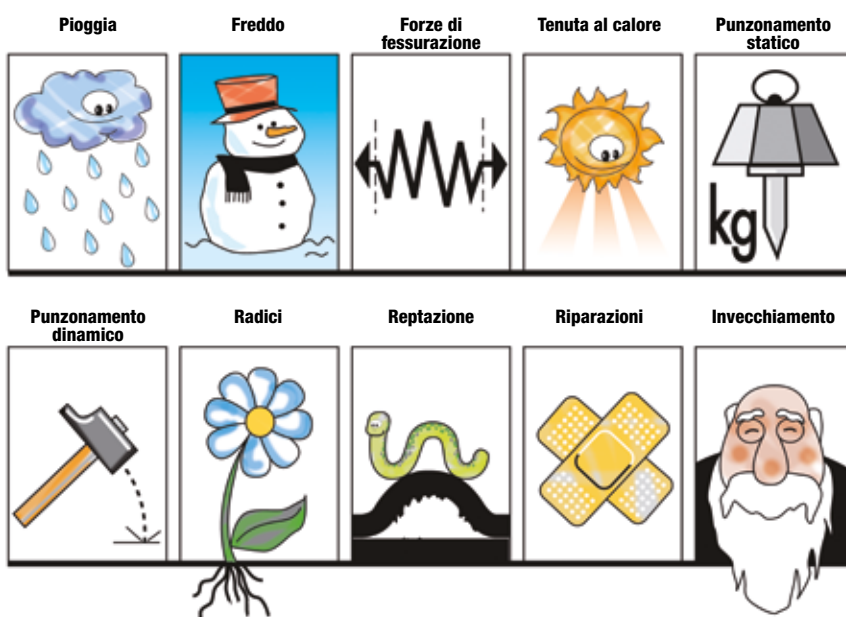 Pioggia
Freddo
Forze di
fessurazione
Tenuta al calore
Punzonamento
statico
kg
Punzonamento
dinamico
Radici
Reptazione
Riparazioni
Invecchiamento